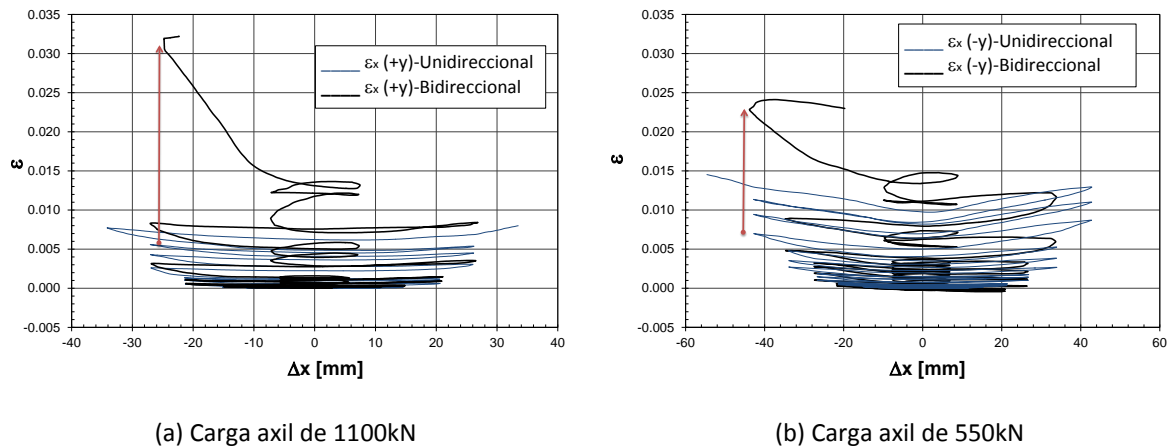 0.035
0.030
0.025
0.020
0.015
0.010
0.005
0.000
-0.005
ε
-40 -30 -20 -10 0 10 20 30 40
Δx [mm]
εx (+y)-Unidireccional
εx (+y)-Bidireccional
(a) Carga axil de 1100kN
0.035
0.030
0.025
0.020
0.015
0.010
0.005
0.000
-0.005
ε
-60 -40 -20 0 20 40 60
Δx [mm]
εx (-y)-Unidireccional
εx (-y)-Bidireccional
(b) Carga axil de 550kN